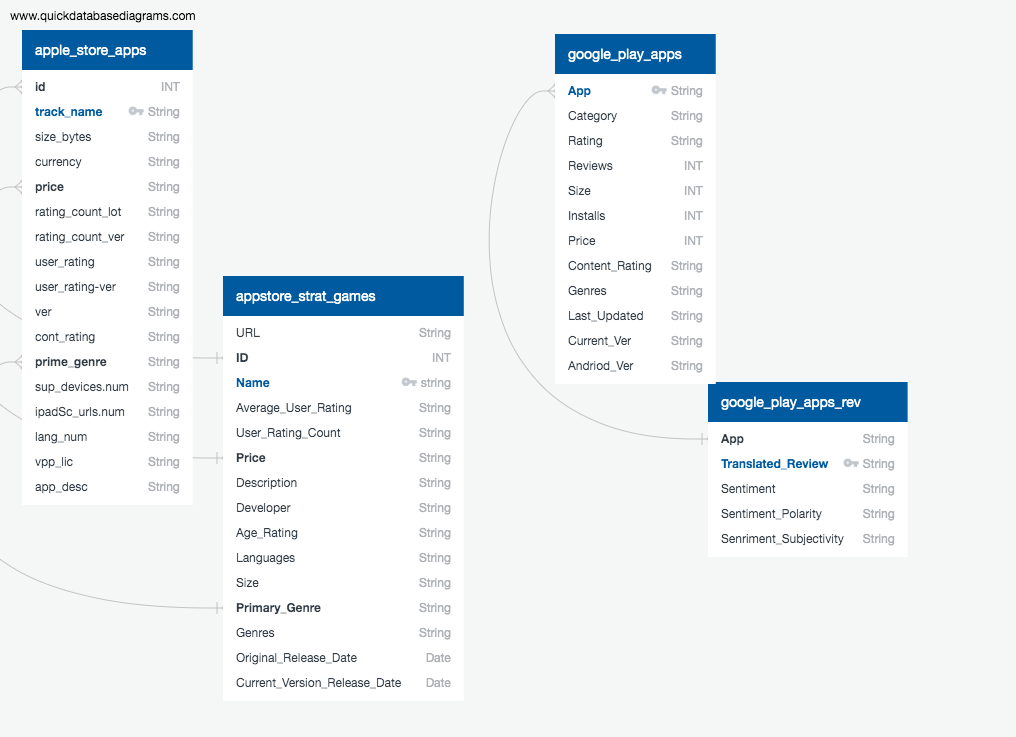 www.quickdatabasediagrams.com
apple_store_apps
id INT
track_name String
size_bytes String
currency String
price String
rating_count_lot String
rating_count_ver String
user_rating String
user_rating-ver String
ver String
cont_rating String
prime_genre String
sup_devices.num String
ipadSc_urls.num String
lang_num String
vpp_lic String
app_desc String
appstore_strat_games
URL String
ID INT
Name string
Average_User_Rating String
User_Rating_Count String
Price String
Description String
Developer String
Age_Rating String
Languages String
Size String
Primary_Genre String
Genres String
Original_Release_Date Date
Current_Version_Release_Date Date
google_play_apps
App String
Category String
Rating String
Reviews INT
Size INT
Installs INT
Price INT
Content_Rating String
Genres String
Last_Updated String
Current_Ver String
Andriod_Ver String
google_play_apps_rev
App String
Translated_Review String
Sentiment String
Sentiment_Polarity String
Senriment_Subjectivity String